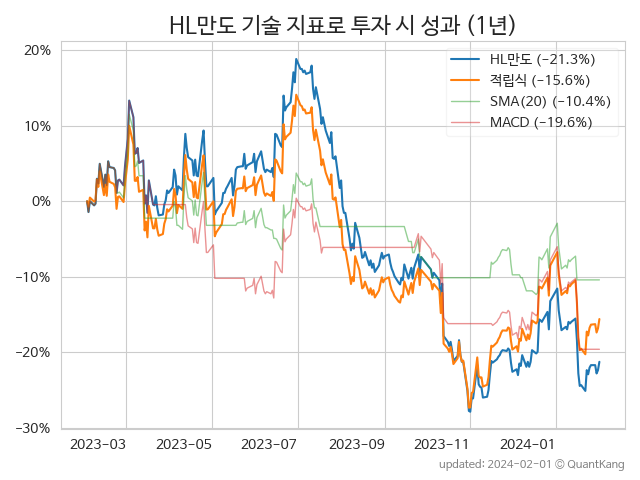 HL만도 기술 지표로 투자 시 성과 (1년)
HL만도 (−21.3%)
적립식 (−15.6%)
SMA(20) (−10.4%)
MACD (−19.6%)
20%
10%
0%
−10%
−20%
−30%
2023-03 2023-05 2023-07 2023-09 2023-11 2024-01
updated: 2024-02-01 © QuantKang